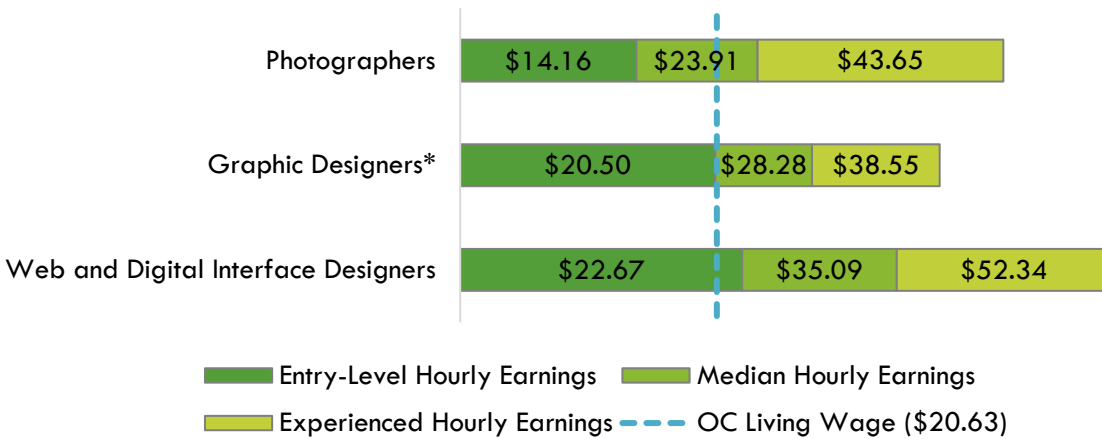 Photographers $14.16 $23.91 $43.65
Graphic Designers* $20.50 $28.28 $38.55
Web and Digital Interface Designers $22.67 $35.09 $52.34
Entry-Level Hourly Earnings Median Hourly Earnings
Experienced Hourly Earnings OC Living Wage ($20.63)